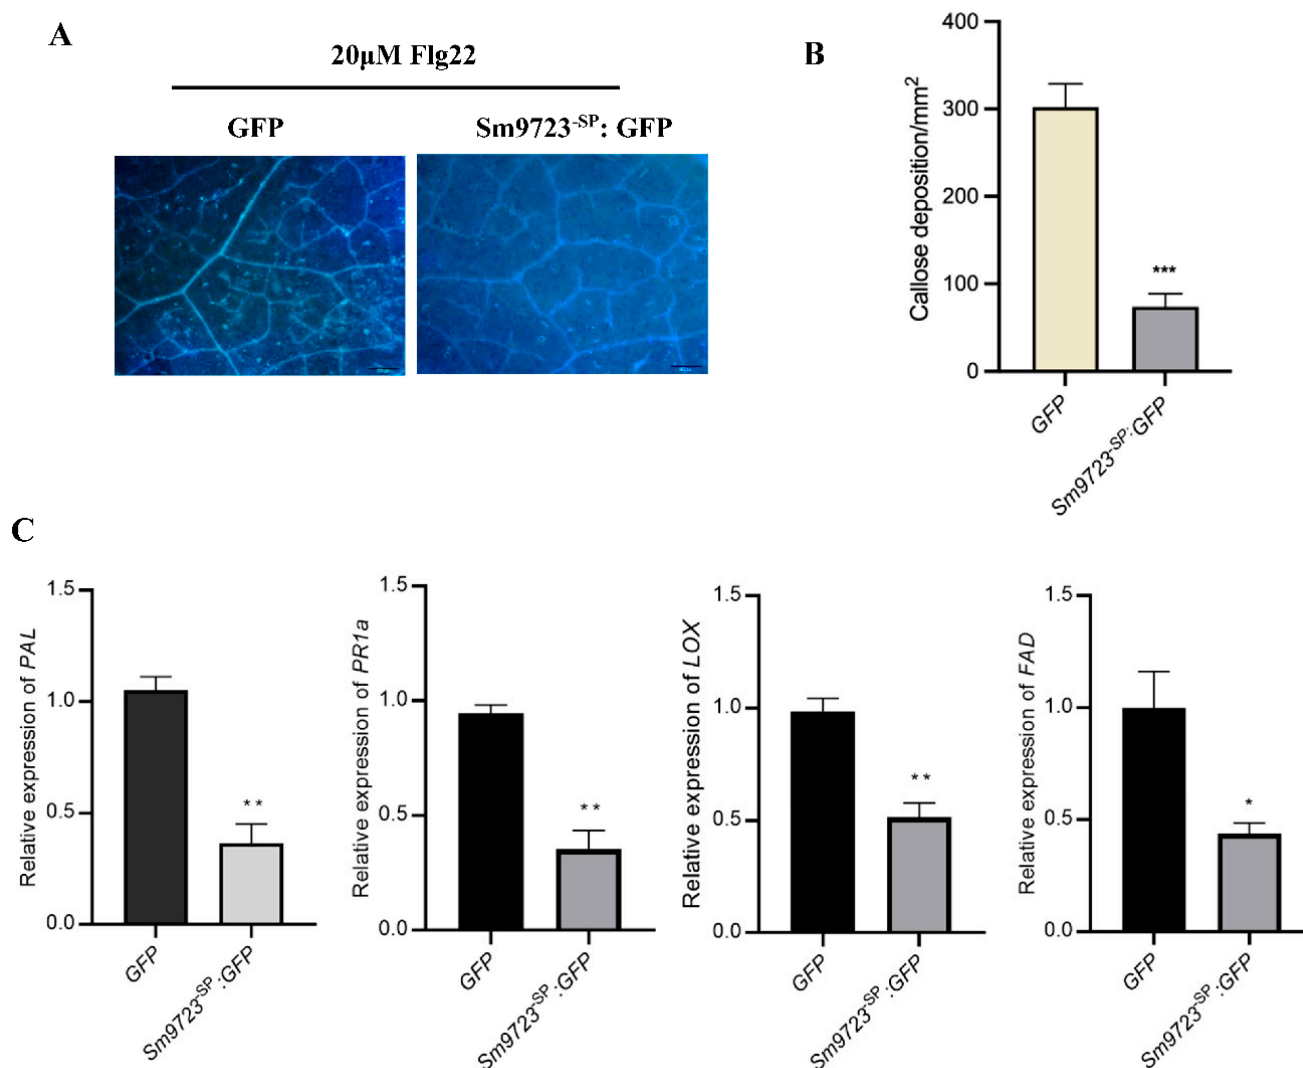 A
20μM Flg22
GFP
Sm9723-SP: GFP
B
400
300
200
100
0
Callose deposition/mm2
***
GFP
Sm9723-SP:GFP
C
1.5
1.0
0.5
0.0
Relative expression of PAL
**
GFP
Sm9723-SP:GFP
1.5
1.0
0.5
0.0
Relative expression of PR1a
**
GFP
Sm9723-SP:GFP
1.5
1.0
0.5
0.0
Relative expression of LOX
**
GFP
Sm9723-SP:GFP
1.5
1.0
0.5
0.0
Relative expression of FAD
*
GFP
Sm9723-SP:GFP